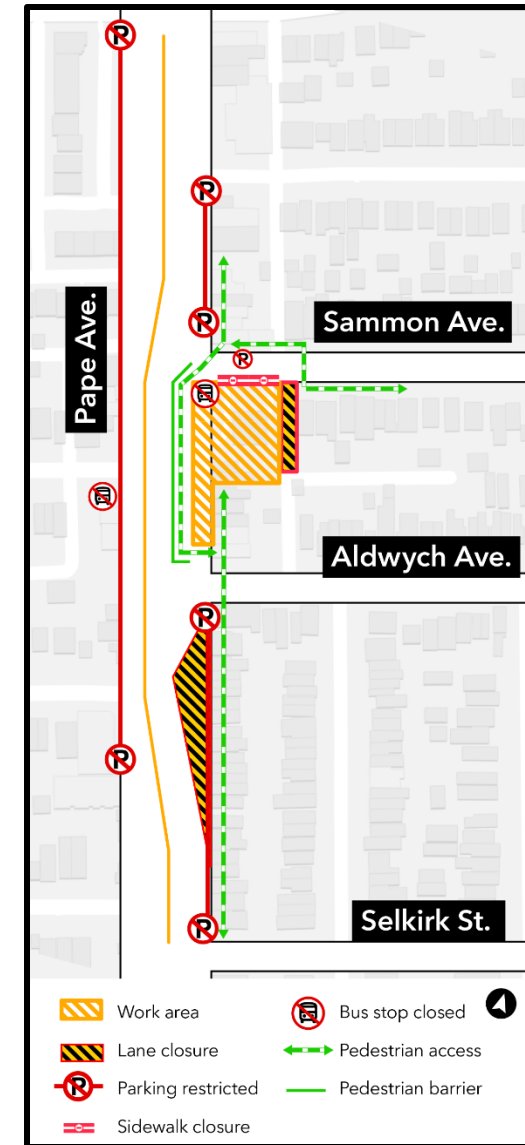 Pape Ave.
Sammon Ave.
Aldwych Ave.
Selkirk St.
Work area
Bus stop closed
Lane closure
Pedestrian access
Parking restricted
Pedestrian barrier
Sidewalk closure